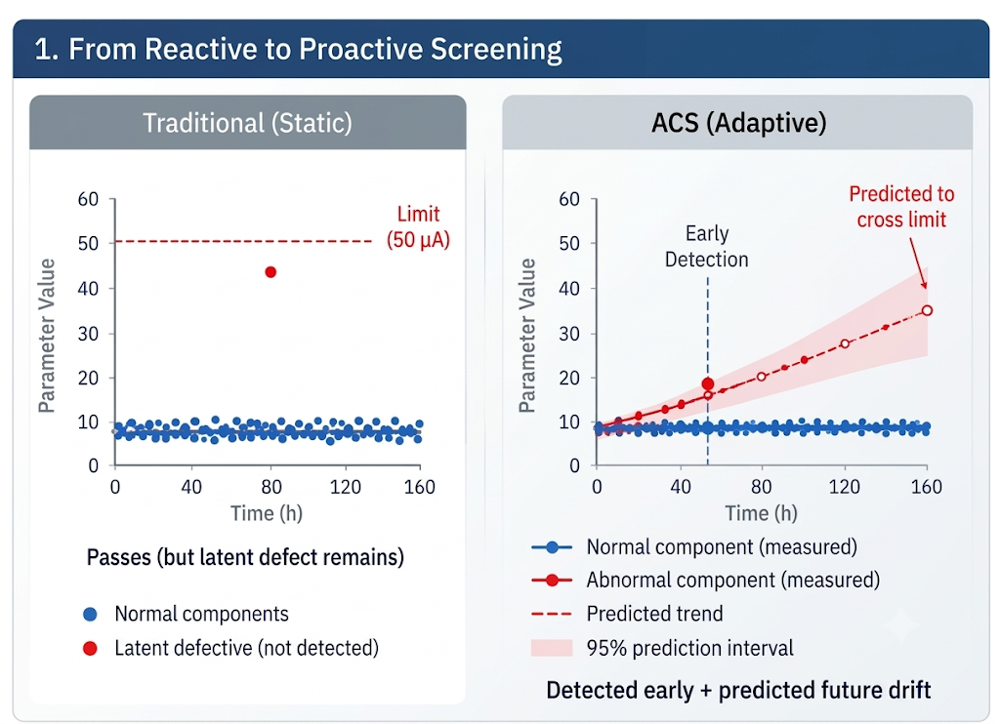 1. From Reactive to Proactive Screening
Traditional (Static)
60
50
40
30
20
10
0
Parameter Value
Limit
(50 µA)
0 40 80 120 160
Time (h)
Passes (but latent defect remains)
Normal components
Latent defective (not detected)
ACS (Adaptive)
60
50
40
30
20
10
0
Parameter Value
Early
Detection
Predicted to
cross limit
0 40 80 120 160
Time (h)
Normal component (measured)
Abnormal component (measured)
Predicted trend
95% prediction interval
Detected early + predicted future drift